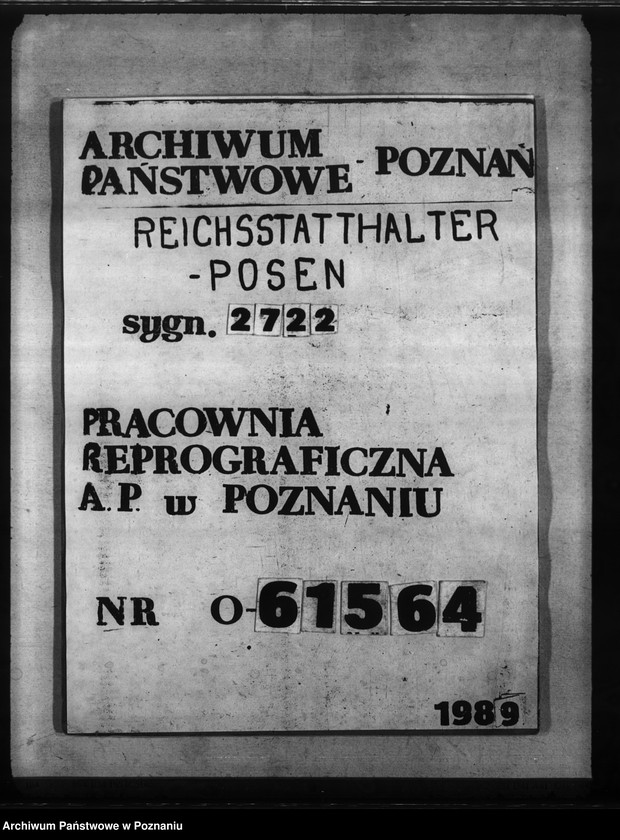 ARCHIWUM
PAŃSTWOWE - POZNAŃ
REICHSSTATTHALTER
-POSEN
sygn. 2722
PRACOWNIA
REPROGRAFICZNA
A.P. w POZNANIU
NR O-61564
1989
Archiwum Państwowe w Poznaniu